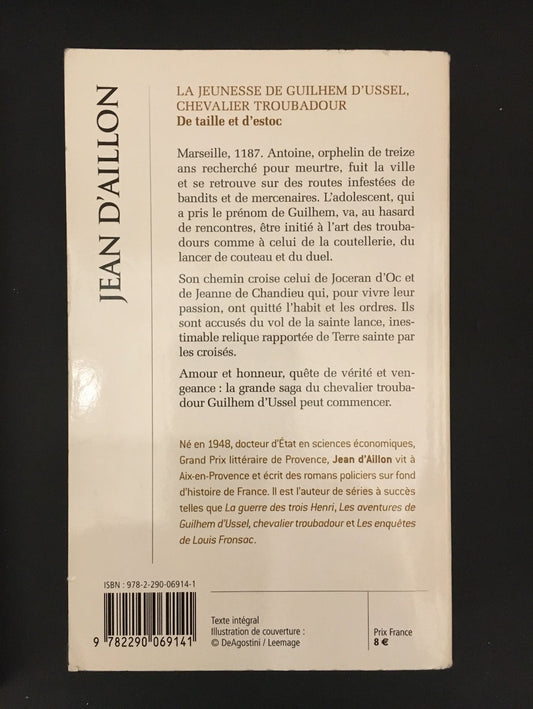 JEAN D'AILLON
LA JEUNESSE DE GUILHEM D'USSEL,
CHEVALIER TROUBADOUR
De taille et d'estoc
Marseille, 1187. Antoine, orphelin de treize
ans recherché pour meurtre, fuit la ville
et se retrouve sur des routes infestées de
bandits et de mercenaires. L'adolescent, qui
a pris le prénom de Guilhem, va, au hasard
de rencontres, être initié à l'art des trouba-
dours comme à celui de la coutellerie, du
lancer de couteau et du duel.
Son chemin croise celui de Joceran d'Oc et
de Jeanne de Chandieu qui, pour vivre leur
passion, ont quitté l'habit et les ordres. Ils
sont accusés du vol de la sainte lance, ines-
timable relique rapportée de Terre sainte par
les croisés.
Amour et honneur, quête de vérité et ven-
geance : la grande saga du chevalier trouba-
dour Guilhem d'Ussel peut commencer.
Né en 1948, docteur d'État en sciences économiques,
Grand Prix littéraire de Provence, Jean d'Aillon vit à
Aix-en-Provence et écrit des romans policiers sur fond
d'histoire de France. Il est l'auteur de séries à succès
telles que La guerre des trois Henri, Les aventures de
Guilhem d'Ussel, chevalier troubadour et Les enquêtes
de Louis Fronsac.
ISBN : 978-2-290-06914-1
9 782290 069141
Texte intégral
Illustration de couverture :
© DeAgostini / Leemage
Prix France
8 €